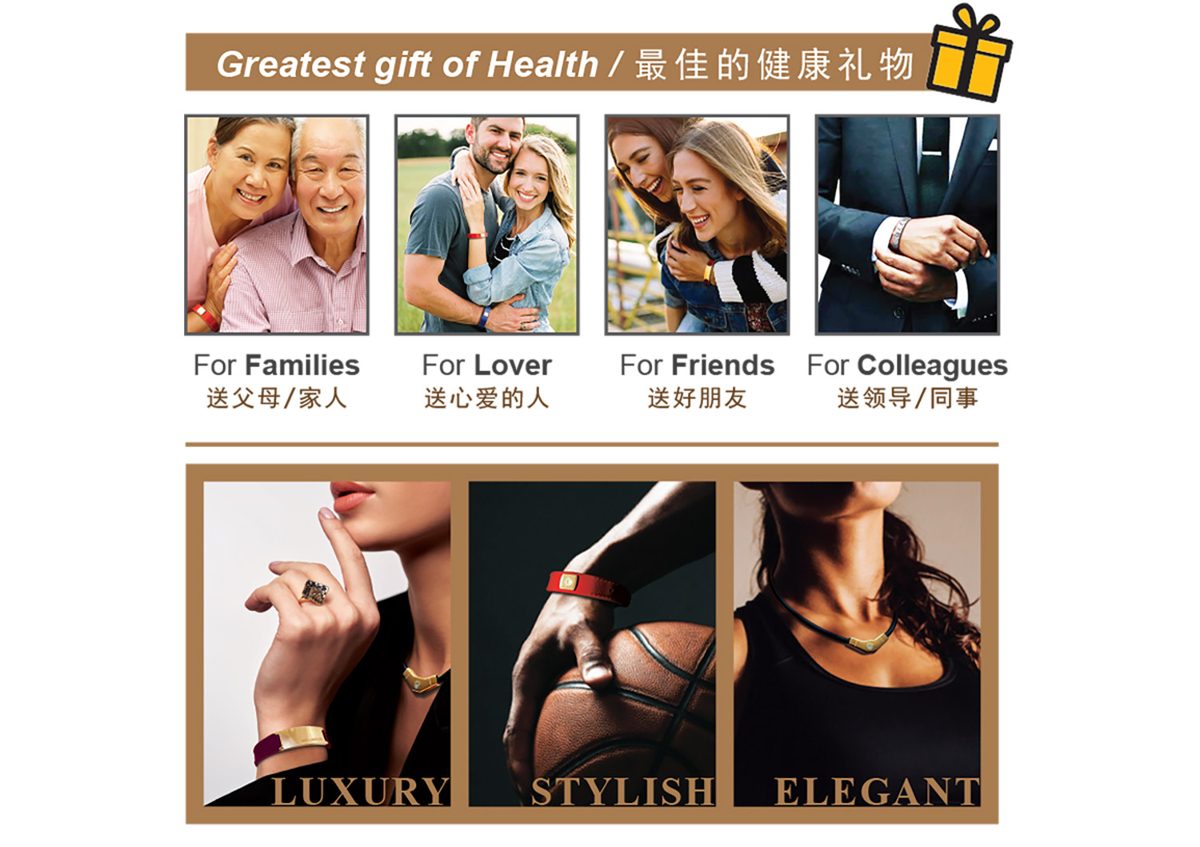 Greatest gift of Health / 最佳的健康礼物
For Families
送父母/家人
For Lover
送心爱的人
For Friends
送好朋友
For Colleagues
送领导/同事
LUXURY
STYLISH
ELEGANT